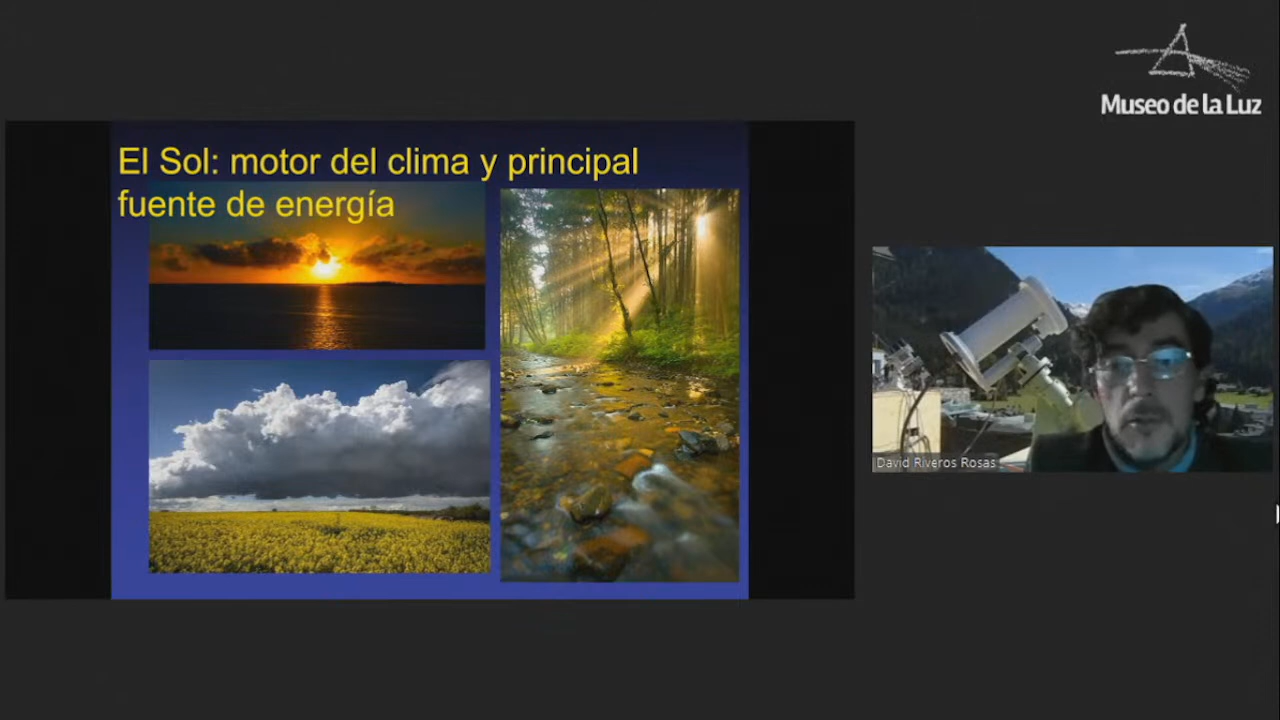 Museo de la Luz
El Sol: motor del clima y principal
fuente de energía
David Riveros Rosas